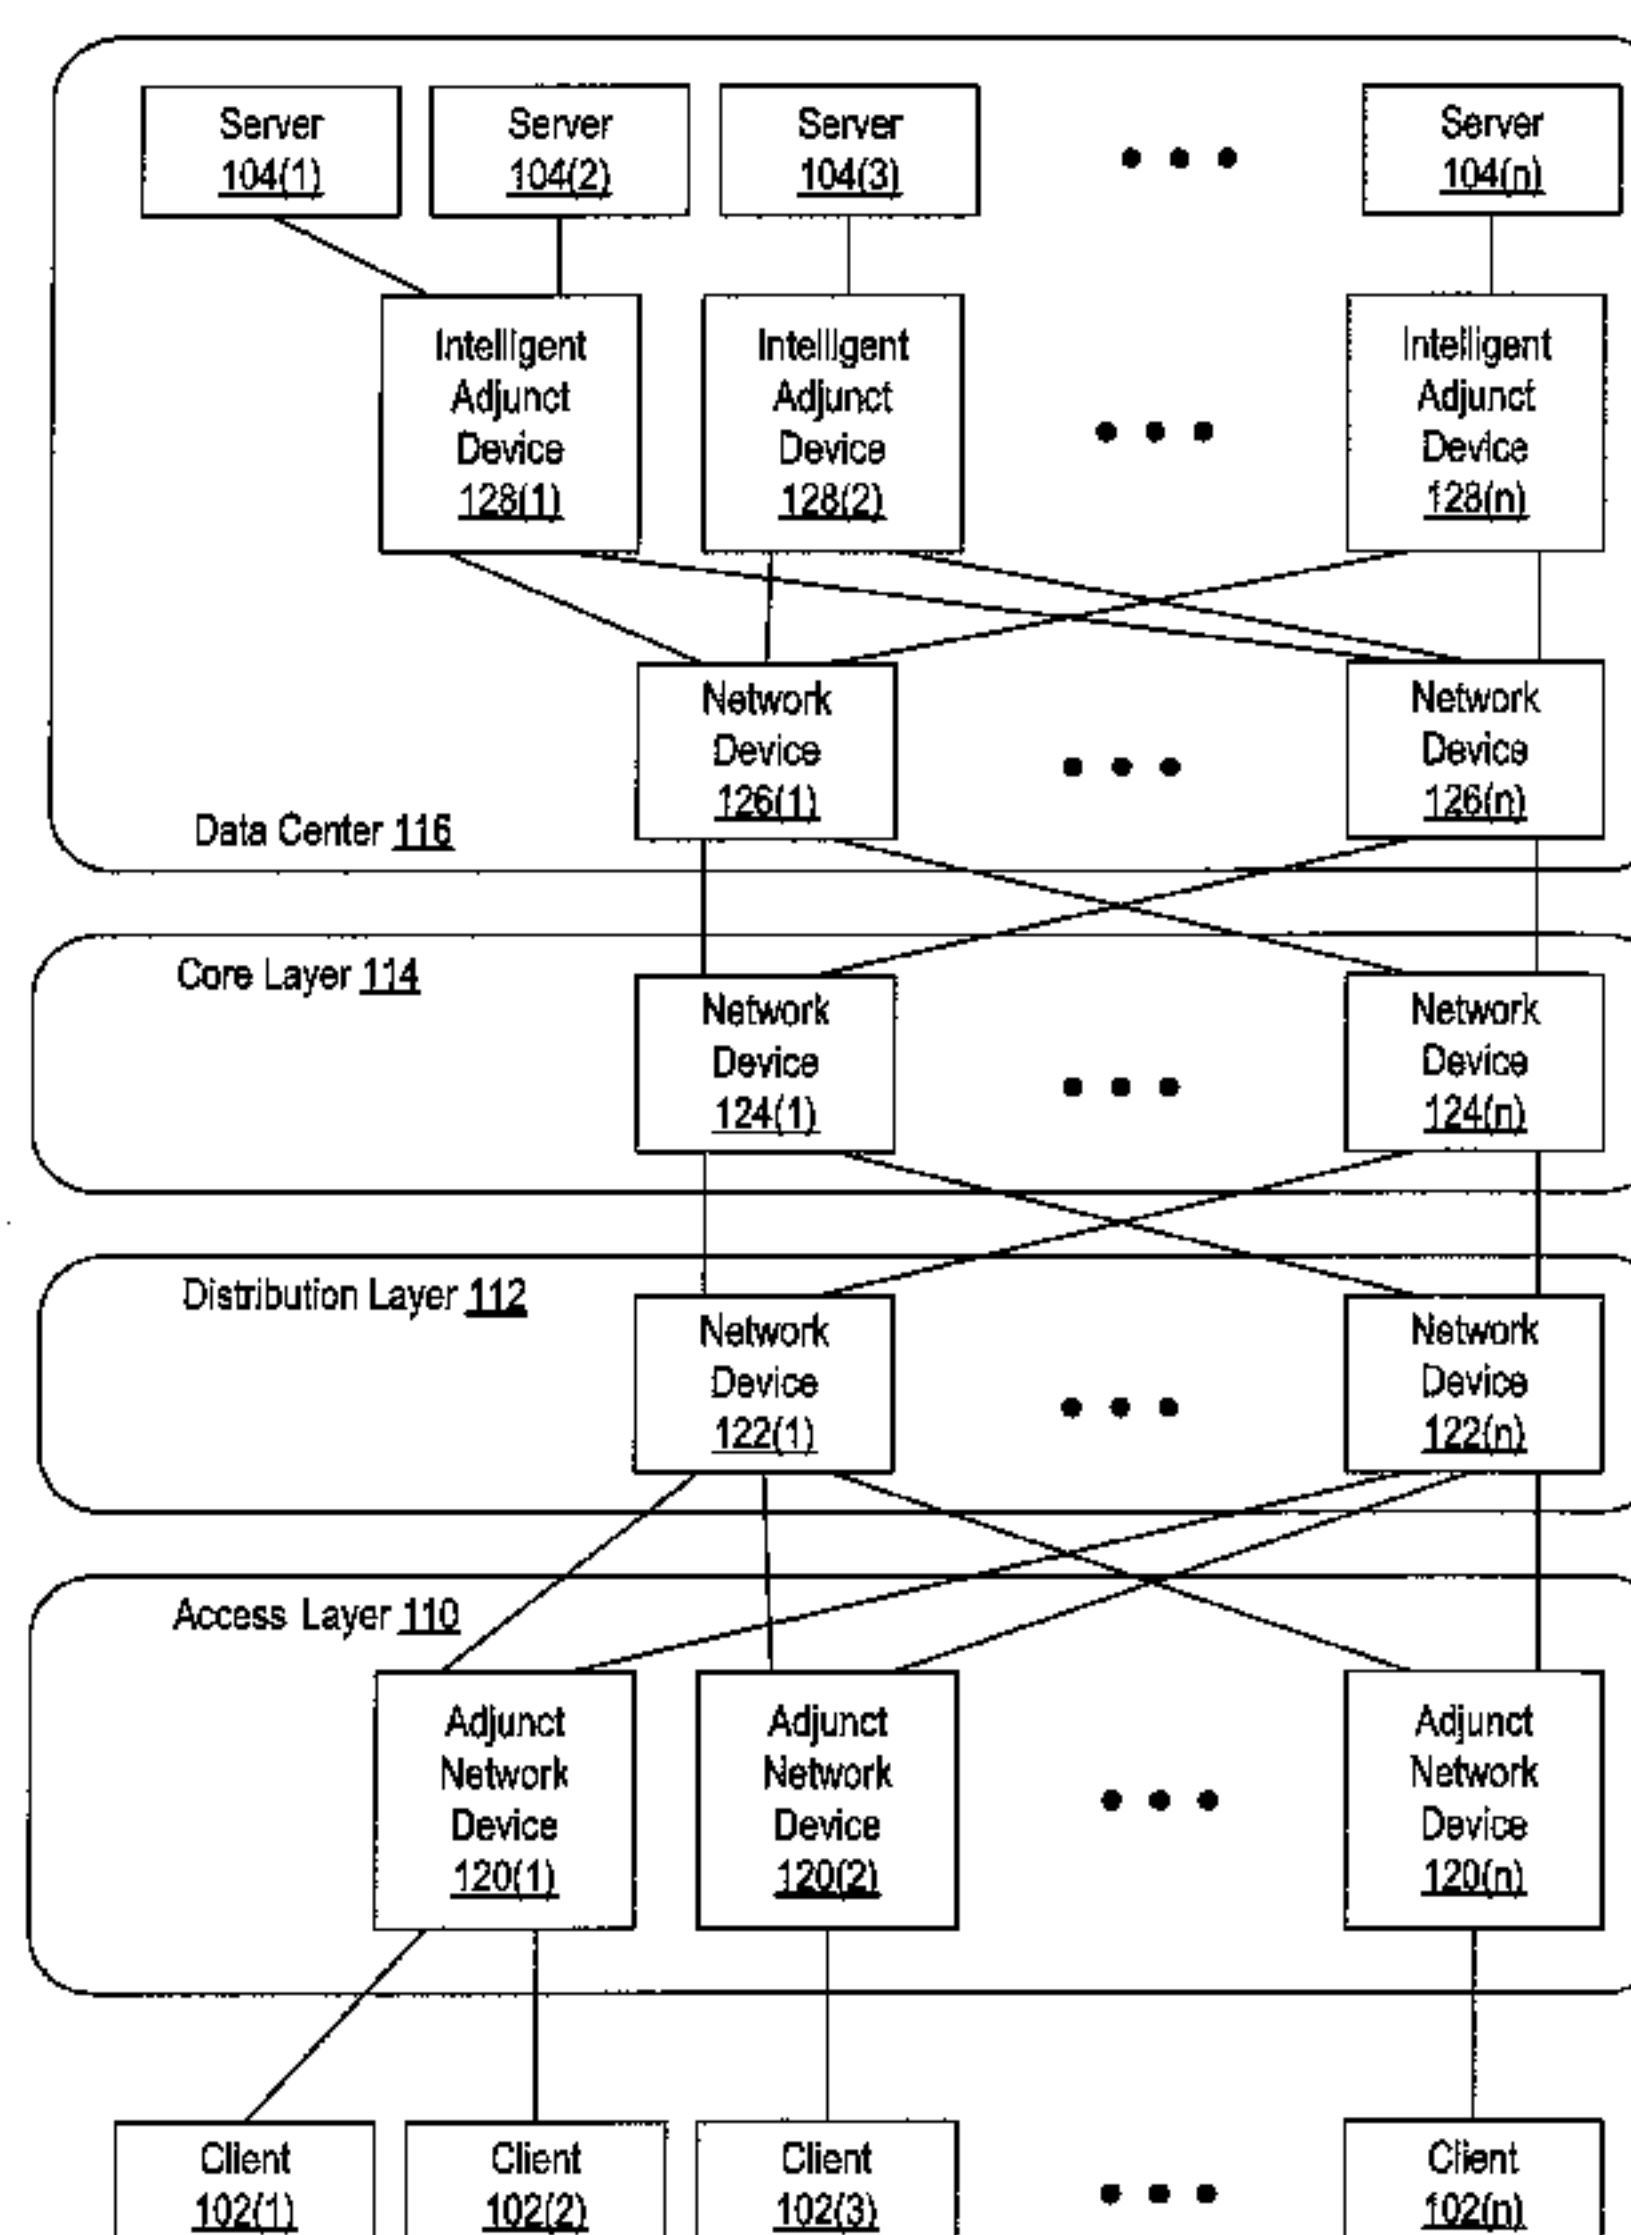 Server
104(1)
Server
104(2)
Server
104(3)
Server
104(n)
Intelligent
Adjunct
Device
128(1)
Intelligent
Adjunct
Device
128(2)
Intelligent
Adjunct
Device
128(n)
Network
Device
126(1)
Network
Device
126(n)
Data Center 116
Core Layer 114
Network
Device
124(1)
Network
Device
124(n)
Distribution Layer 112
Network
Device
122(1)
Network
Device
122(n)
Access Layer 110
Adjunct
Network
Device
120(1)
Adjunct
Network
Device
120(2)
Adjunct
Network
Device
120(n)
Client
102(1)
Client
102(2)
Client
102(3)
Client
102(n)